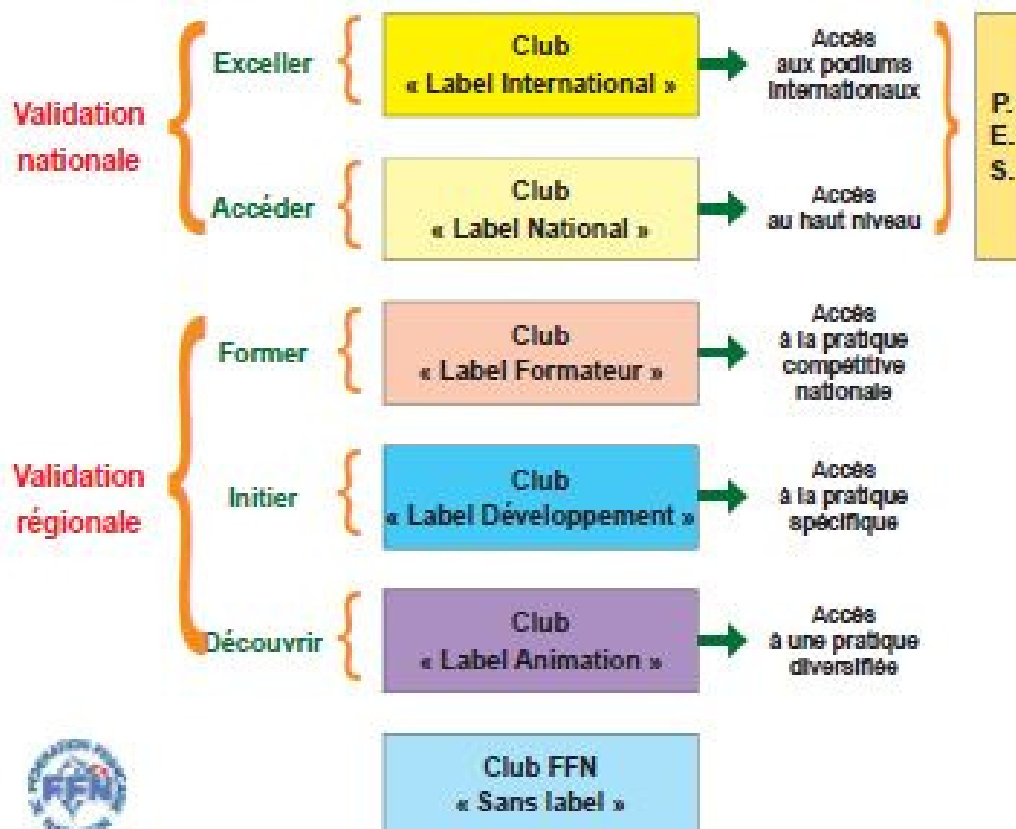 Validation
nationale
Exceller
Club
« Label International »
Accès
aux podiums
internationaux
P.
E.
S.
Accéder
Club
« Label National »
Accès
au haut niveau
Validation
régionale
Former
Club
« Label Formateur »
Accès
à la pratique
compétitive
nationale
Initier
Club
« Label Développement »
Accès
à la pratique
spécifique
Découvrir
Club
« Label Animation »
Accès
à une pratique
diversifiée
FÉDÉRATION FRANÇAISE
FFN
Club FFN
« Sans label »